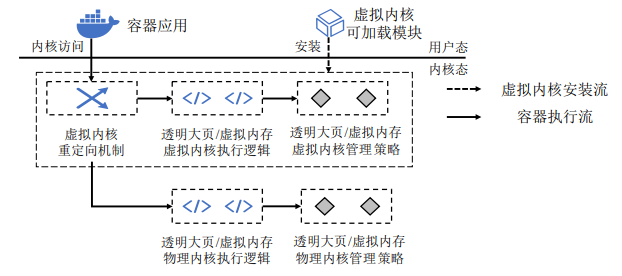 容器应用
虚拟内核
可加载模块
内核访问
安装
用户态
内核态
虚拟内核安装流
容器执行流
虚拟内核
重定向机制
透明大页/虚拟内存
虚拟内核执行逻辑
透明大页/虚拟内存
虚拟内核管理策略
透明大页/虚拟内存
物理内核执行逻辑
透明大页/虚拟内存
物理内核管理策略